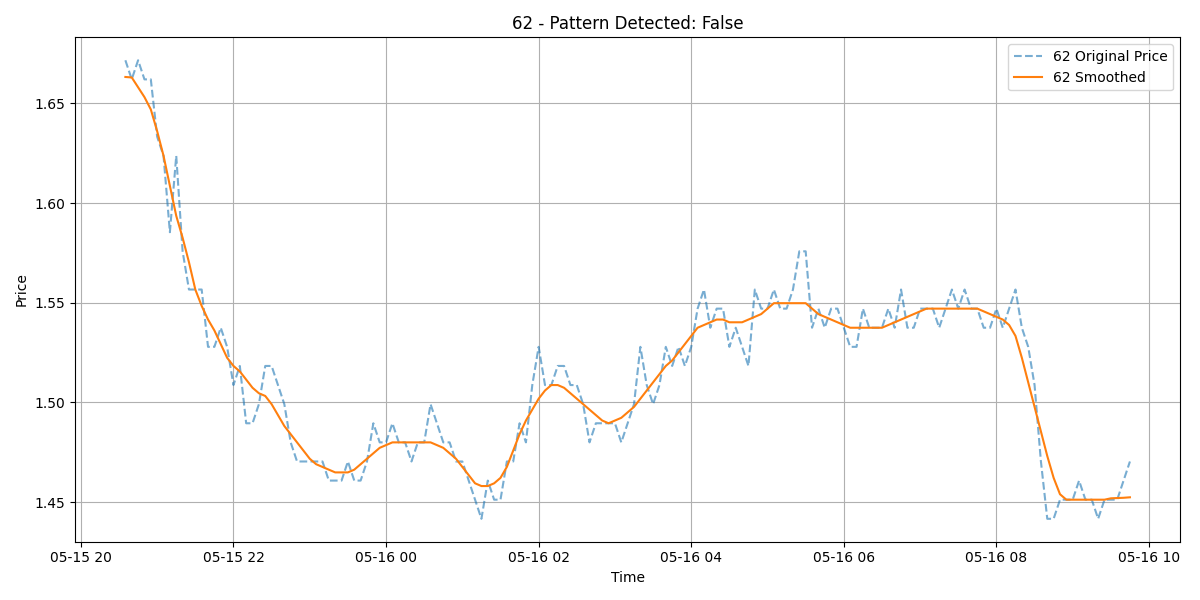 62 - Pattern Detected: False
62 Original Price
62 Smoothed
Price
1.65
1.60
1.55
1.50
1.45
05-15 20 05-15 22 05-16 00 05-16 02 05-16 04 05-16 06 05-16 08 05-16 10
Time